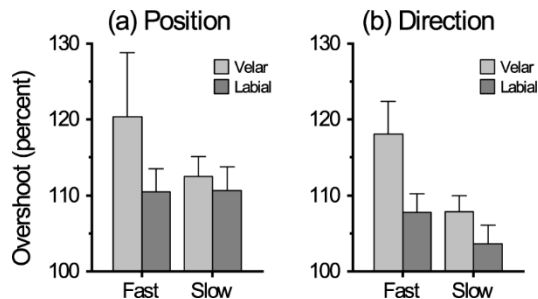 (a) Position
Overshoot (percent)
130
120
110
100
Velar
Labial
Fast Slow
(b) Direction
130
120
110
100
Velar
Labial
Fast Slow